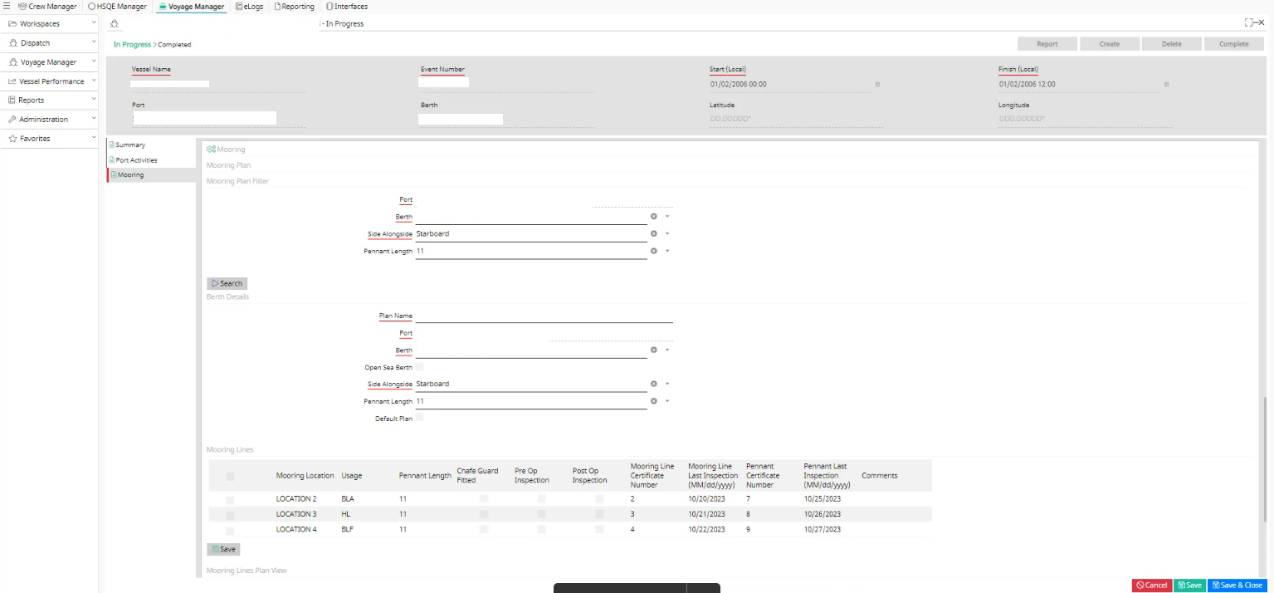 Crew Manager HSQE Manager Voyage Manager eLogs Reporting Interfaces
Workspaces
- In Progress
Dispatch
In Progress > Completed
Report Create Delete Complete
Voyage Manager
Vessel Performance
Reports
Administration
Favorites
Vessel Name Event Number Start (Local) Finish (Local)
01/02/2006 00:00 01/02/2006 12:00
Port Berth Latitude Longitude
DD.DDDDD° DDD.DDDDD°
Summary
Port Activities
Mooring
Mooring
Mooring Plan
Mooring Plan Filter
Port
Berth
Side Alongside Starboard
Pennant Length 11
Search
Berth Details
Plan Name
Port
Berth
Open Sea Berth
Side Alongside Starboard
Pennant Length 11
Default Plan
Mooring Lines
Mooring Location Usage Pennant Length Chafe Guard Fitted Pre Op Inspection Post Op Inspection Mooring Line Certificate Number Mooring Line Last Inspection (MM/dd/yyyy) Pennant Certificate Number Pennant Last Inspection (MM/dd/yyyy) Comments
LOCATION 2 BLA 11 2 10/20/2023 7 10/25/2023
LOCATION 3 HL 11 3 10/21/2023 8 10/26/2023
LOCATION 4 BLF 11 4 10/22/2023 9 10/27/2023
Save
Mooring Lines Plan View
Cancel Save Save & Close